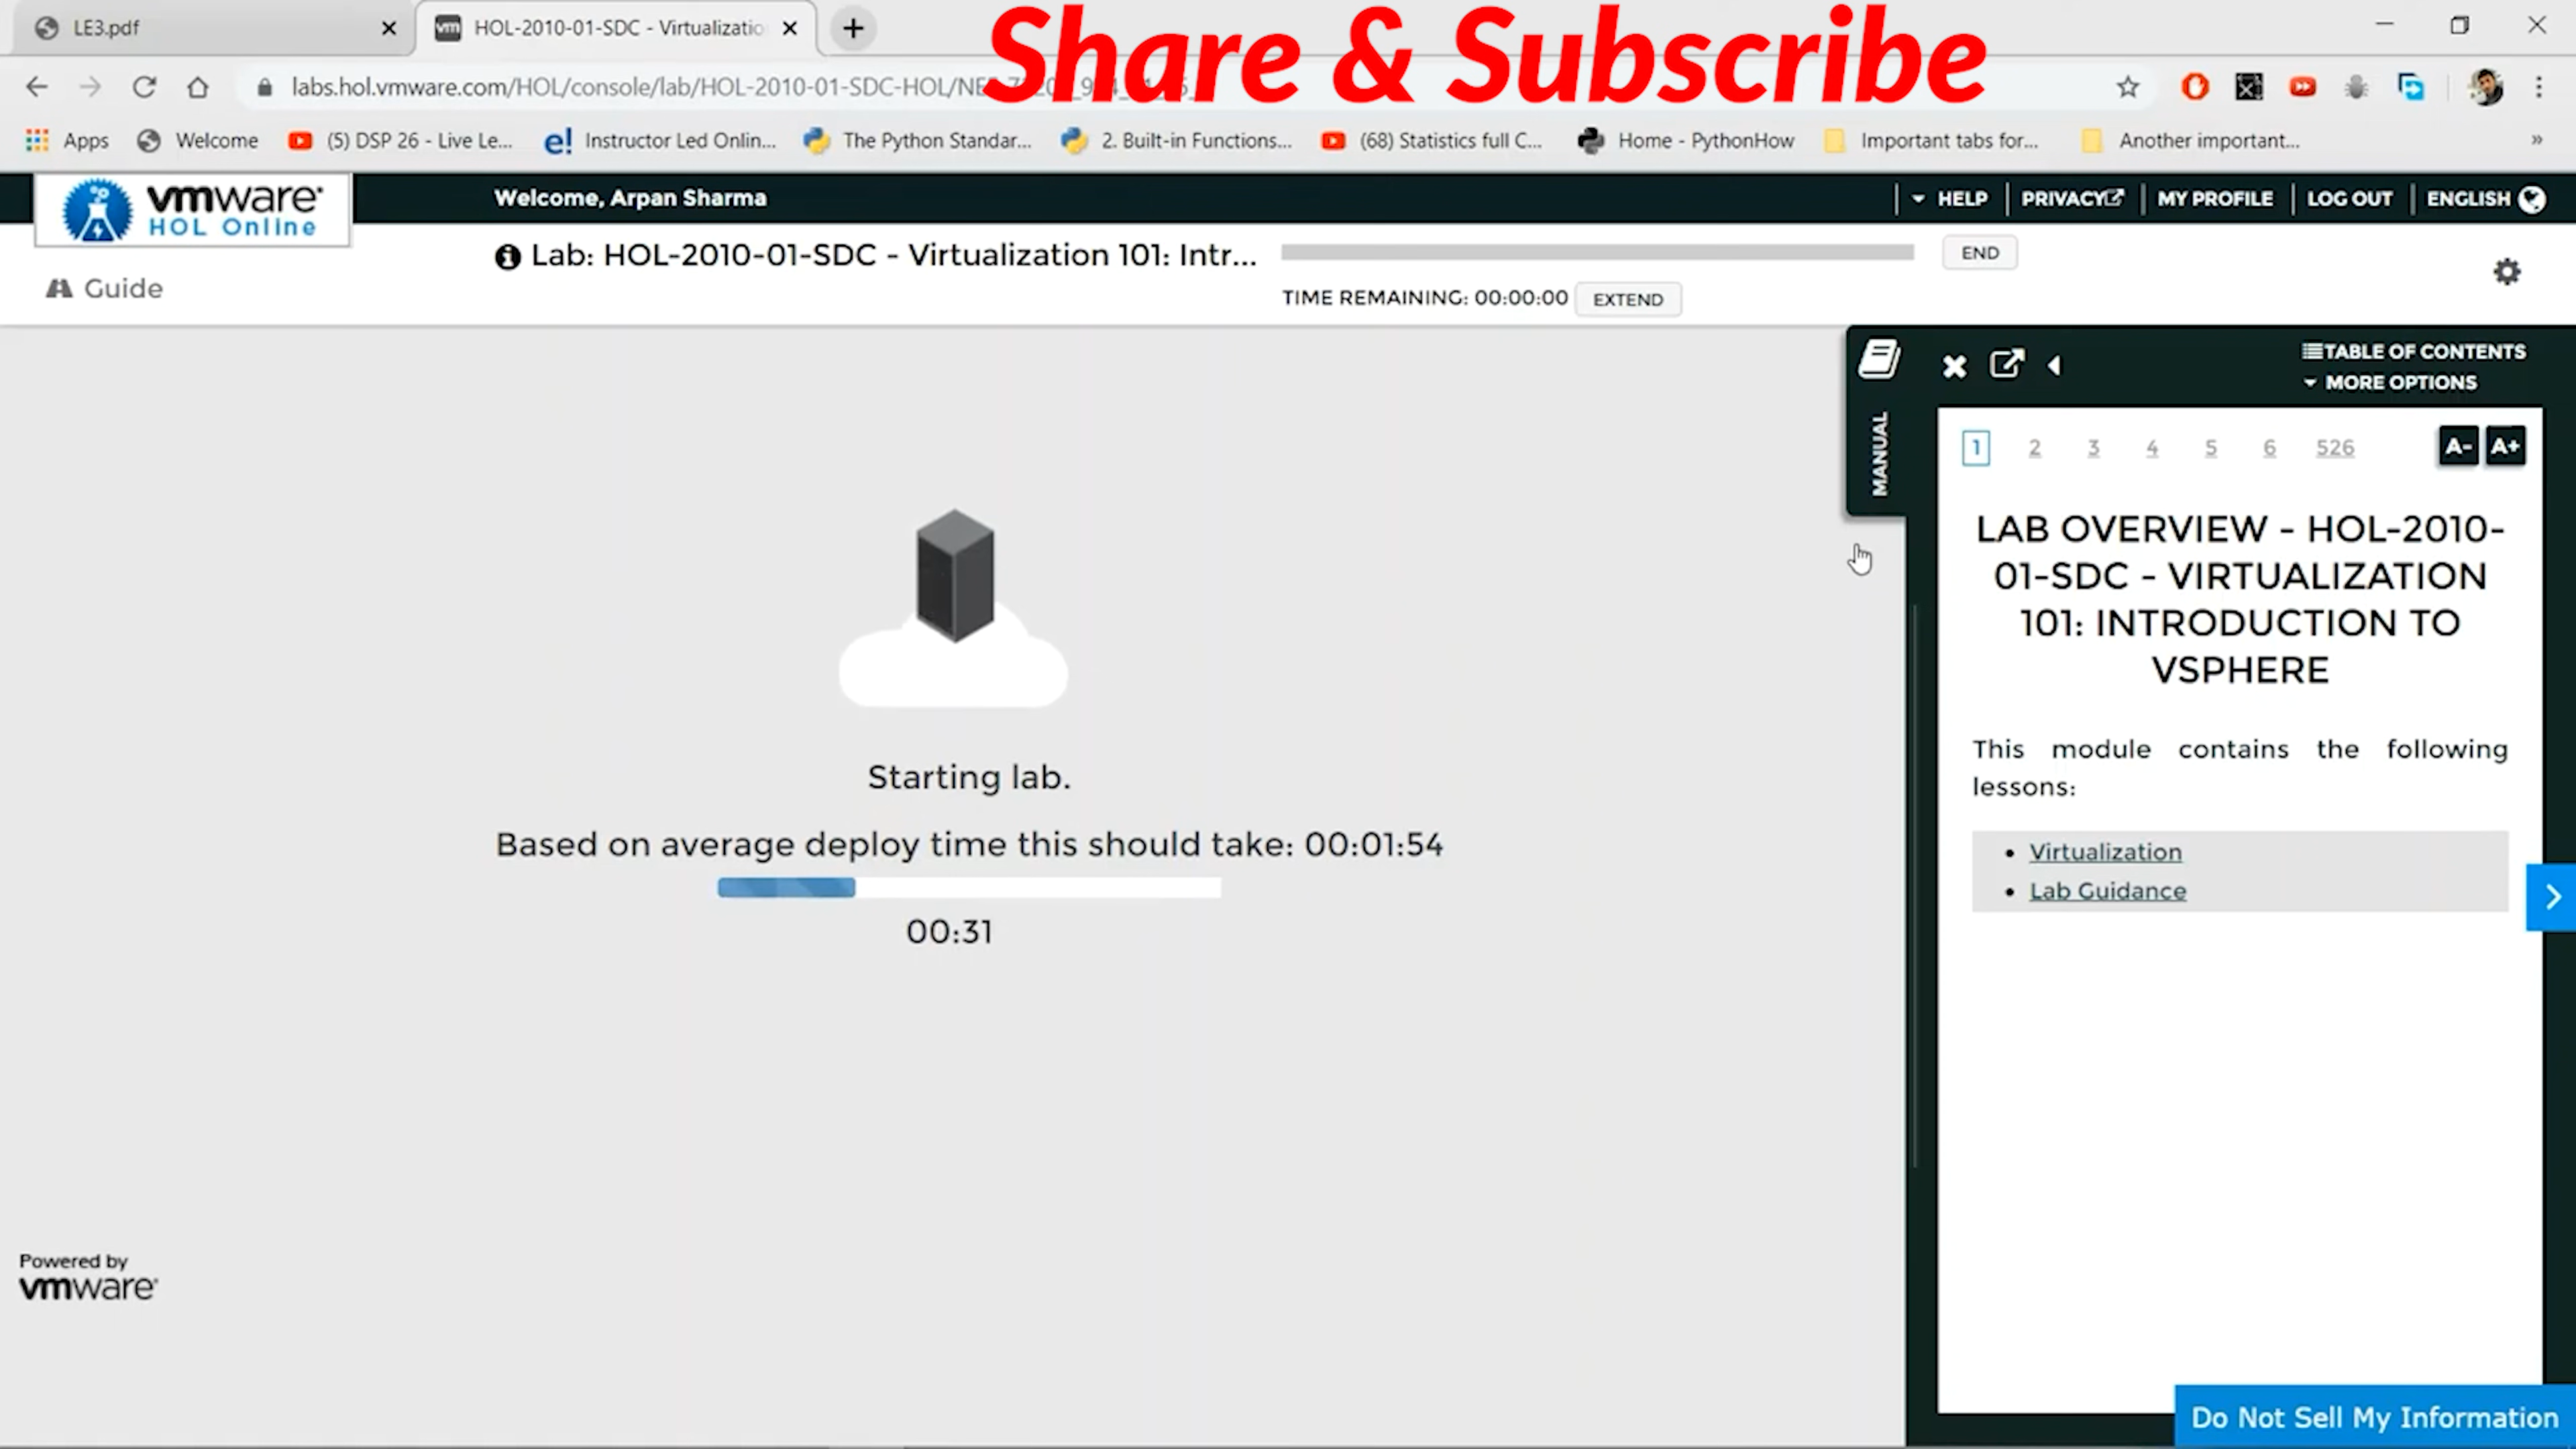 LE3.pdf
HOL-2010-01-SDC - Virtualizatio
Share & Subscribe
labs.hol.vmware.com/HOL/console/lab/HOL-2010-01-SDC-HOL/
Apps
Welcome
(5) DSP 26 - Live Le...
e! Instructor Led Onlin...
The Python Standar...
2. Built-in Functions...
(68) Statistics full C...
Home - PythonHow
Important tabs for...
Another important...
»
vmware
HOL Online
Welcome, Arpan Sharma
HELP
PRIVACY
MY PROFILE
LOG OUT
ENGLISH
Guide
Lab: HOL-2010-01-SDC - Virtualization 101: Intr...
END
TIME REMAINING: 00:00:00
EXTEND
MANUAL
TABLE OF CONTENTS
MORE OPTIONS
1 2 3 4 5 6 526
A- A+
LAB OVERVIEW - HOL-2010-
01-SDC - VIRTUALIZATION
101: INTRODUCTION TO
VSPHERE
This module contains the following
lessons:
• Virtualization
• Lab Guidance
Starting lab.
Based on average deploy time this should take: 00:01:54
00:31
Powered by
vmware
Do Not Sell My Information